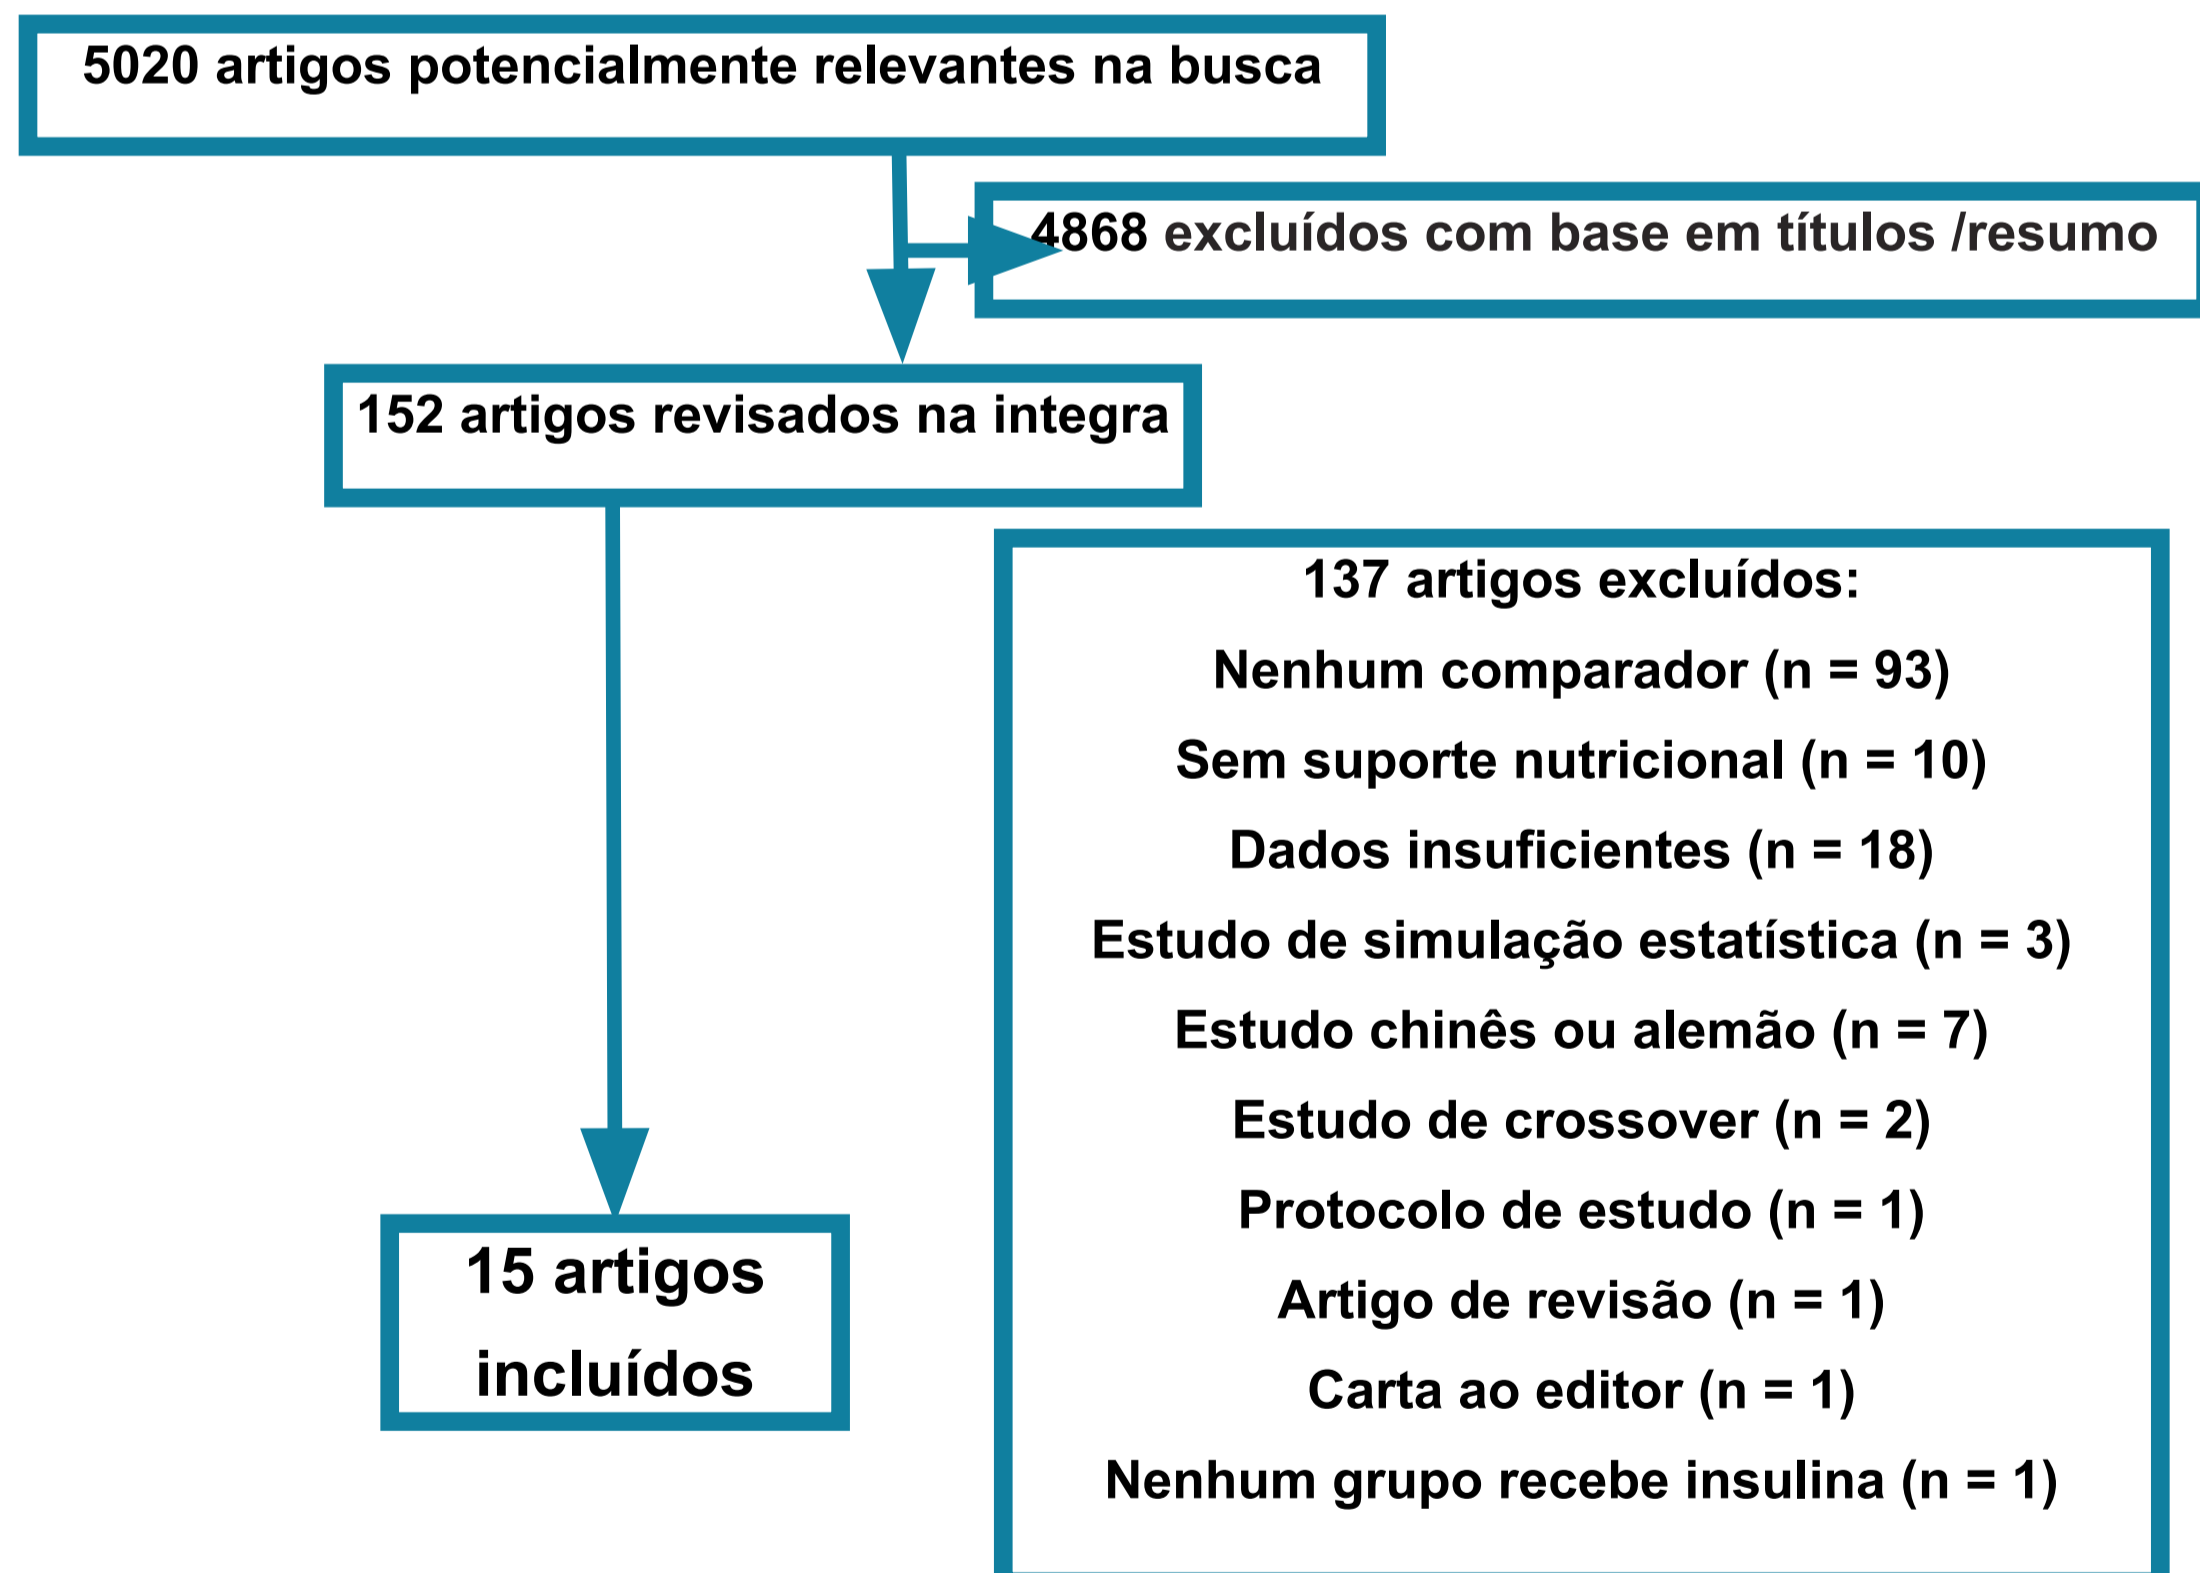 5020 artigos potencialmente relevantes na busca
4868 excluídos com base em títulos /resumo
152 artigos revisados na integra
137 artigos excluídos:
Nenhum comparador (n = 93)
Sem suporte nutricional (n = 10)
Dados insuficientes (n = 18)
Estudo de simulação estatística (n = 3)
Estudo chinês ou alemão (n = 7)
Estudo de crossover (n = 2)
Protocolo de estudo (n = 1)
Artigo de revisão (n = 1)
Carta ao editor (n = 1)
Nenhum grupo recebe insulina (n = 1)
15 artigos
incluídos